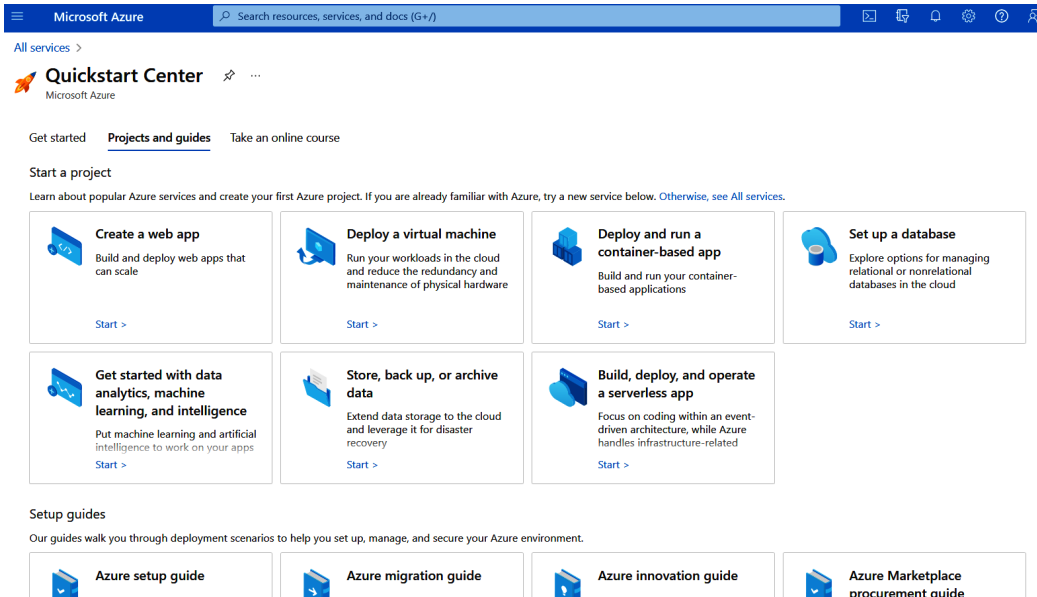 Microsoft Azure
Search resources, services, and docs (G+/)
All services >
Quickstart Center
...
Microsoft Azure
Get started
Projects and guides
Take an online course
Start a project
Learn about popular Azure services and create your first Azure project. If you are already familiar with Azure, try a new service below. Otherwise, see All services.
Create a web app
Build and deploy web apps that
can scale
Start >
Deploy a virtual machine
Run your workloads in the cloud
and reduce the redundancy and
maintenance of physical hardware
Start >
Deploy and run a
container-based app
Build and run your container-
based applications
Start >
Set up a database
Explore options for managing
relational or nonrelational
databases in the cloud
Start >
Get started with data
analytics, machine
learning, and intelligence
Put machine learning and artificial
intelligence to work on your apps
Start >
Store, back up, or archive
data
Extend data storage to the cloud
and leverage it for disaster
recovery
Start >
Build, deploy, and operate
a serverless app
Focus on coding within an event-
driven architecture, while Azure
handles infrastructure-related
Start >
Setup guides
Our guides walk you through deployment scenarios to help you set up, manage, and secure your Azure environment.
Azure setup guide
Azure migration guide
Azure innovation guide
Azure Marketplace
procurement guide